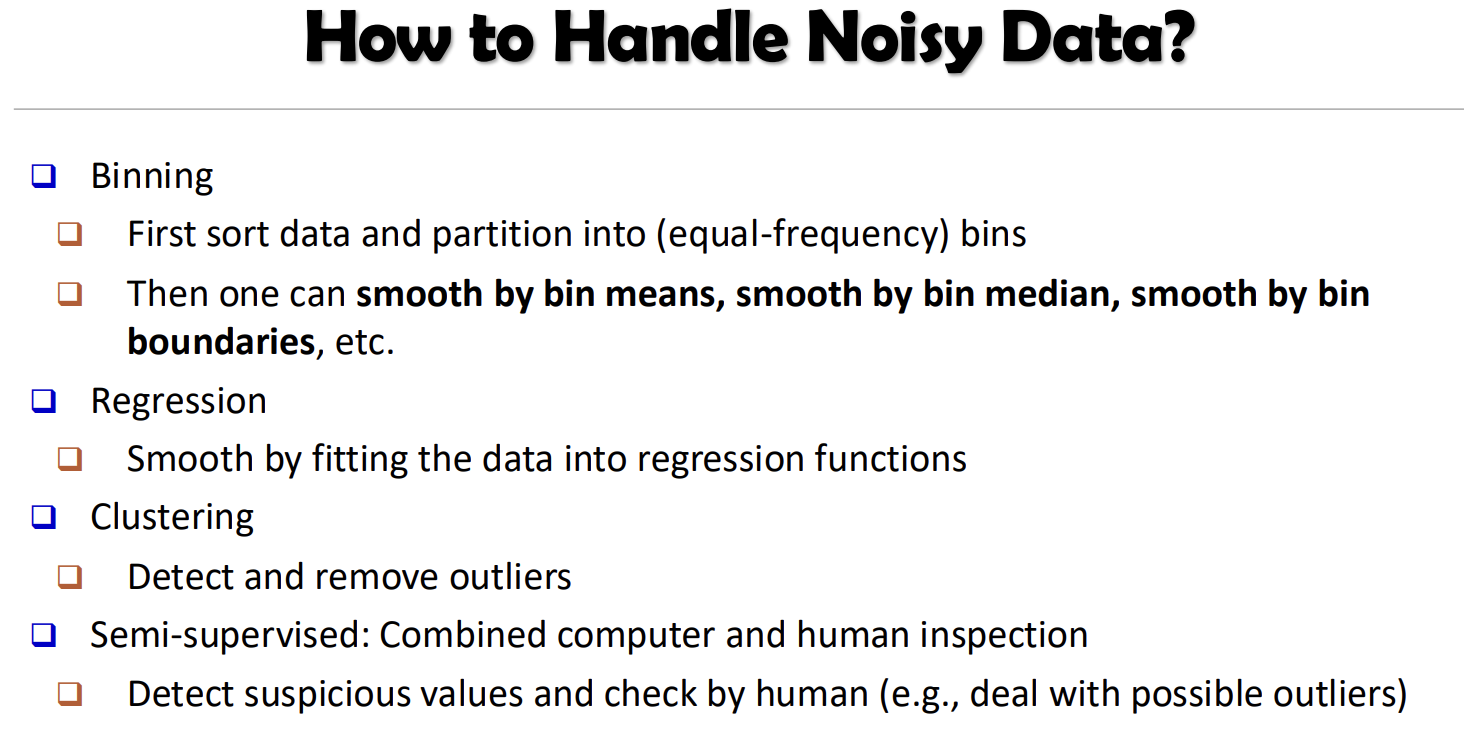 How to Handle Noisy Data?
Binning
First sort data and partition into (equal-frequency) bins
Then one can smooth by bin means, smooth by bin median, smooth by bin
boundaries, etc.
Regression
Smooth by fitting the data into regression functions
Clustering
Detect and remove outliers
Semi-supervised: Combined computer and human inspection
Detect suspicious values and check by human (e.g., deal with possible outliers)